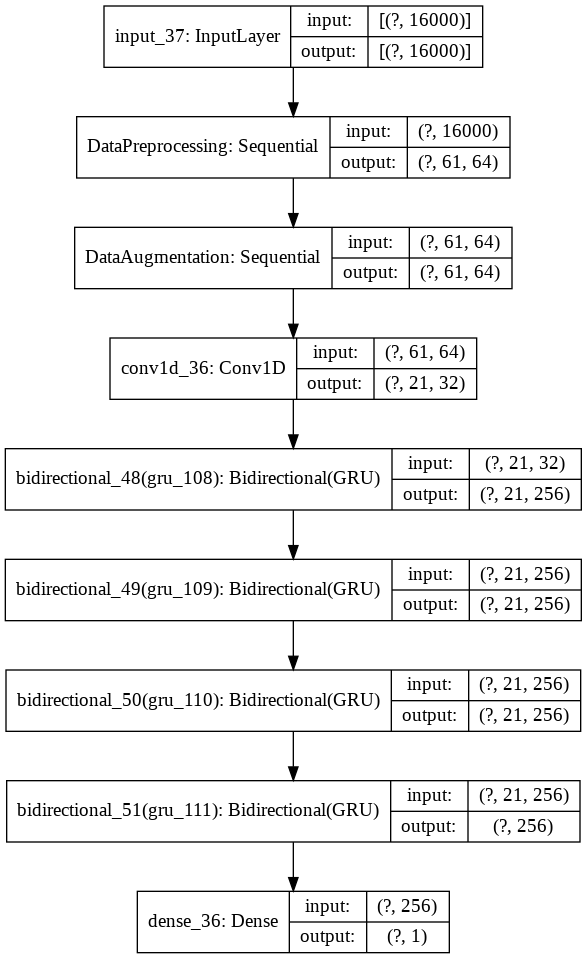 input_37: InputLayer
input: [(?, 16000)]
output: [(?, 16000)]
DataPreprocessing: Sequential
input: (?, 16000)
output: (?, 61, 64)
DataAugmentation: Sequential
input: (?, 61, 64)
output: (?, 61, 64)
conv1d_36: Conv1D
input: (?, 61, 64)
output: (?, 21, 32)
bidirectional_48(gru_108): Bidirectional(GRU)
input: (?, 21, 32)
output: (?, 21, 256)
bidirectional_49(gru_109): Bidirectional(GRU)
input: (?, 21, 256)
output: (?, 21, 256)
bidirectional_50(gru_110): Bidirectional(GRU)
input: (?, 21, 256)
output: (?, 21, 256)
bidirectional_51(gru_111): Bidirectional(GRU)
input: (?, 21, 256)
output: (?, 256)
dense_36: Dense
input: (?, 256)
output: (?, 1)